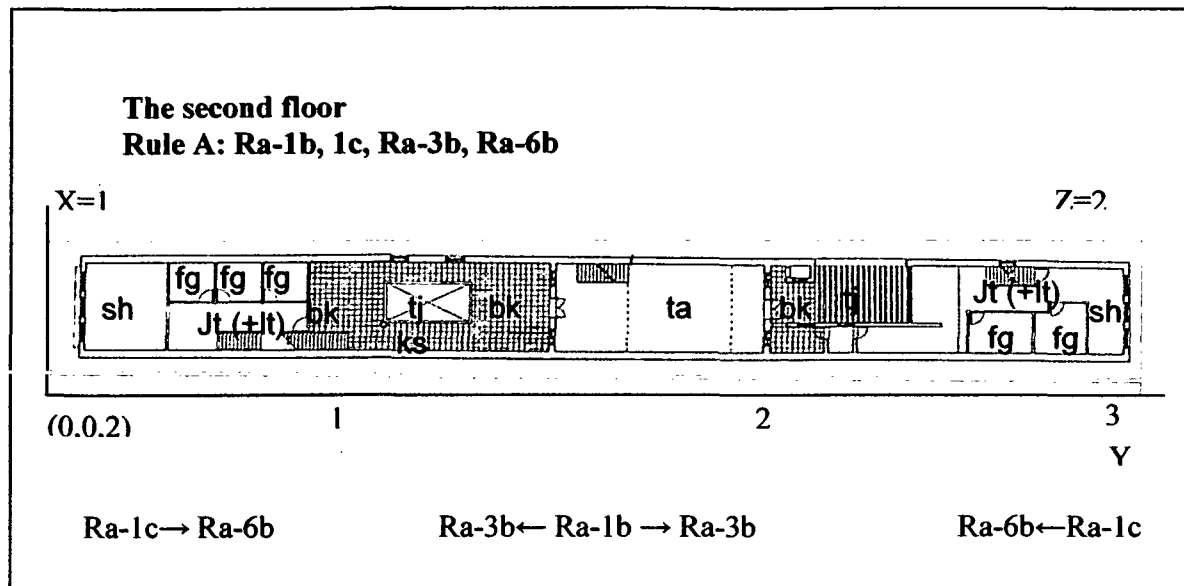 The second floor
Rule A: Ra-1b, 1c, Ra-3b, Ra-6b
X=1 Z=2
fg fg fg
sh Jt (+lt) bk tj bk ks ta bk tj Jt (+lt) sh
fg fg
(0,0,2) 1 2 3
Y
Ra-1c→ Ra-6b Ra-3b← Ra-1b → Ra-3b Ra-6b←Ra-1c